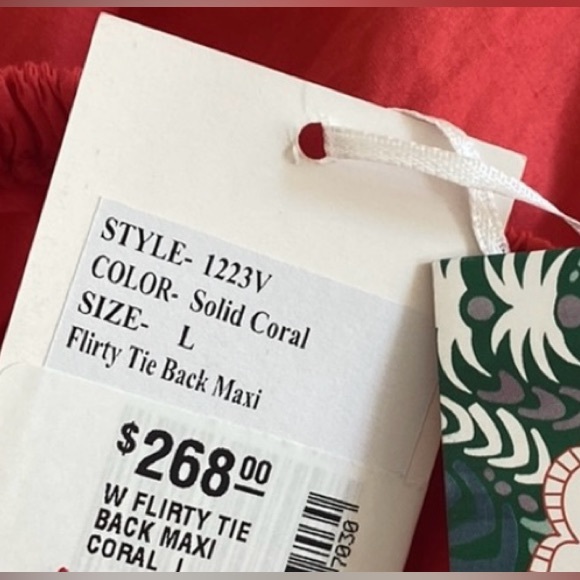 STYLE- 1223V
COLOR- Solid Coral
SIZE- L
Flirty Tie Back Maxi
$268.00
W FLIRTY TIE
BACK MAXI
CORAL L
7030